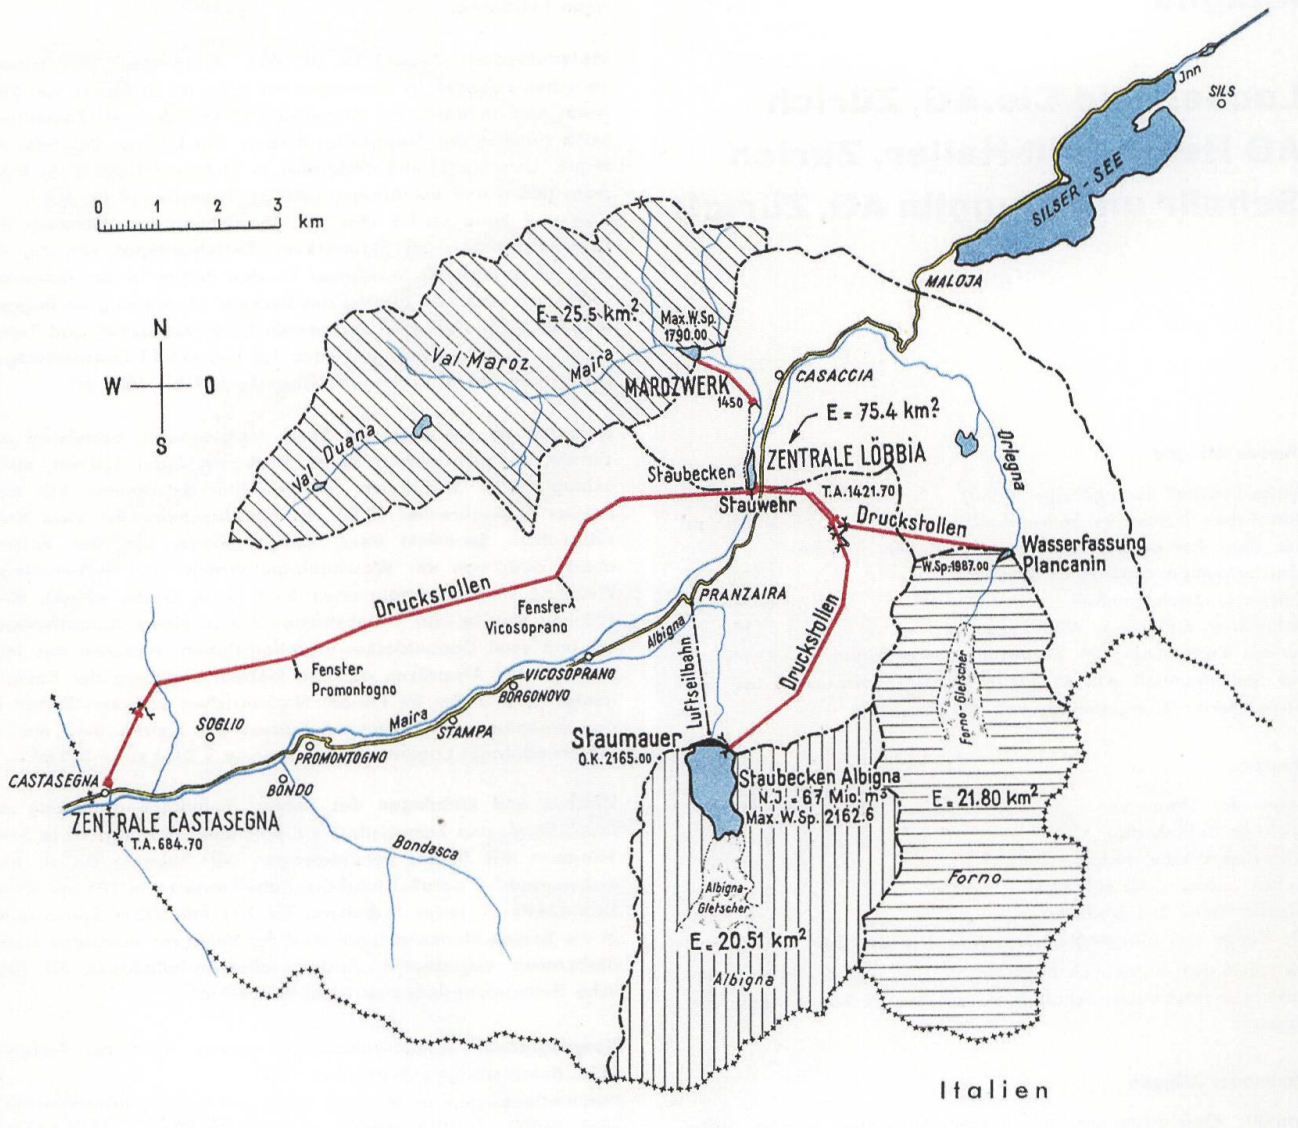 Jnn
SILS
SILSER-SEE
0 1 2 3 km
MALOJA
N
W O
S
E=25.5 km²
Max.W.Sp.
1790.00
Val Maroz
Maira
MAROZWERK
1450
CASACCIA
E = 75.4 km²
Val Duana
Orlegna
ZENTRALE LÖBBIA
T.A.1421.70
Staubecken
Stauwehr
Druckstollen
Wasserfassung
Plancanin
W.Sp.1987.00
Druckstollen
Fenster
Vicosoprano
PRANZAIRA
Albigna
Luftseilbahn
Druckstollen
Forno-Gletscher
Fenster
Promontogno
VICOSOPRANO
BORGONOVO
Maira
STAMPA
SOGLIO
PROMONTOGNO
BONDO
CASTASEGNA
ZENTRALE CASTASEGNA
T.A. 684.70
Bondasca
Staumauer
O.K. 2165.00
Staubecken Albigna
N.J. = 67 Mio. m³
Max.W.Sp. 2162.6
E = 21.80 km²
Forno
Albigna-
Gletscher
E = 20.51 km²
Albigna
Italien